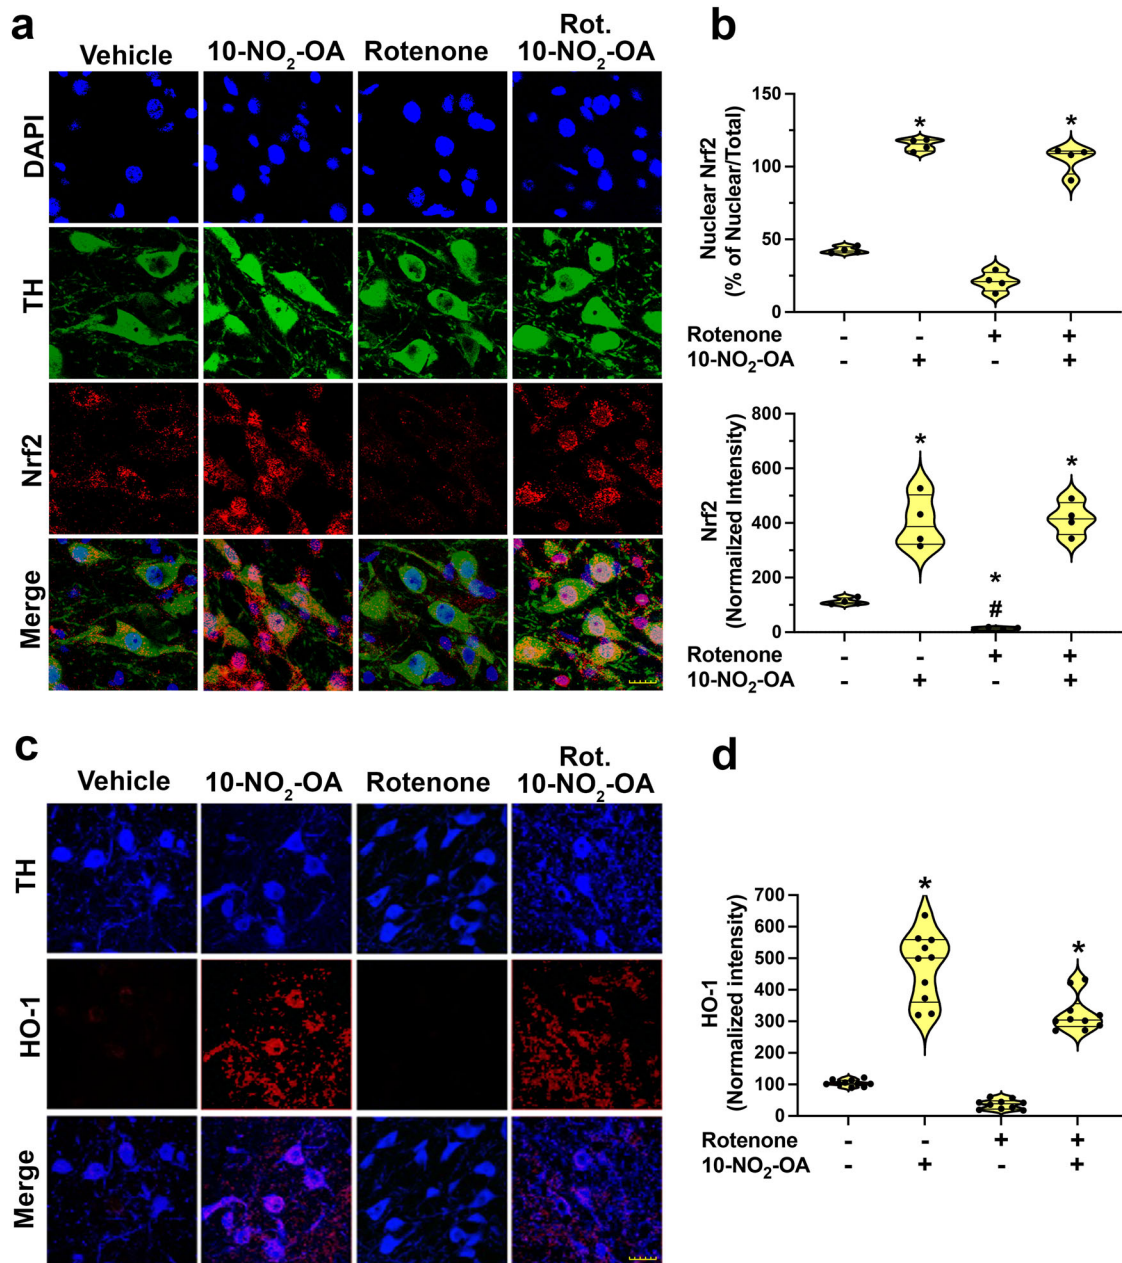 a
Vehicle
10-NO₂-OA
Rotenone
Rot.
10-NO₂-OA
DAPI
TH
Nrf2
Merge
b
Nuclear Nrf2
(% of Nuclear/Total)
150
100
50
0
*
*
Rotenone - - + +
10-NO₂-OA - + - +
Nrf2
(Normailzed Intensity)
800
600
400
200
0
*
*
#
*
Rotenone - - + +
10-NO₂-OA - + - +
c
Vehicle
10-NO₂-OA
Rotenone
Rot.
10-NO₂-OA
TH
HO-1
Merge
d
HO-1
(Normalized intensity)
700
600
500
400
300
200
100
0
*
*
Rotenone - - + +
10-NO₂-OA - + - +